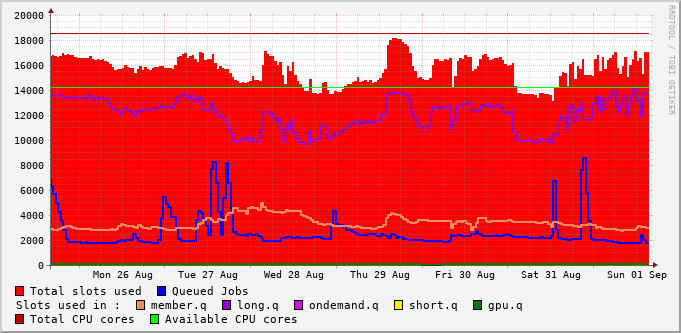 20000
18000
16000
14000
12000
10000
8000
6000
4000
2000
0
Mon 26 Aug Tue 27 Aug Wed 28 Aug Thu 29 Aug Fri 30 Aug Sat 31 Aug Sun 01 Sep
Total slots used Queued Jobs
Slots used in : member.q long.q ondemand.q short.q gpu.q
Total CPU cores Available CPU cores
RRDTOOL / TOBI OETIKER